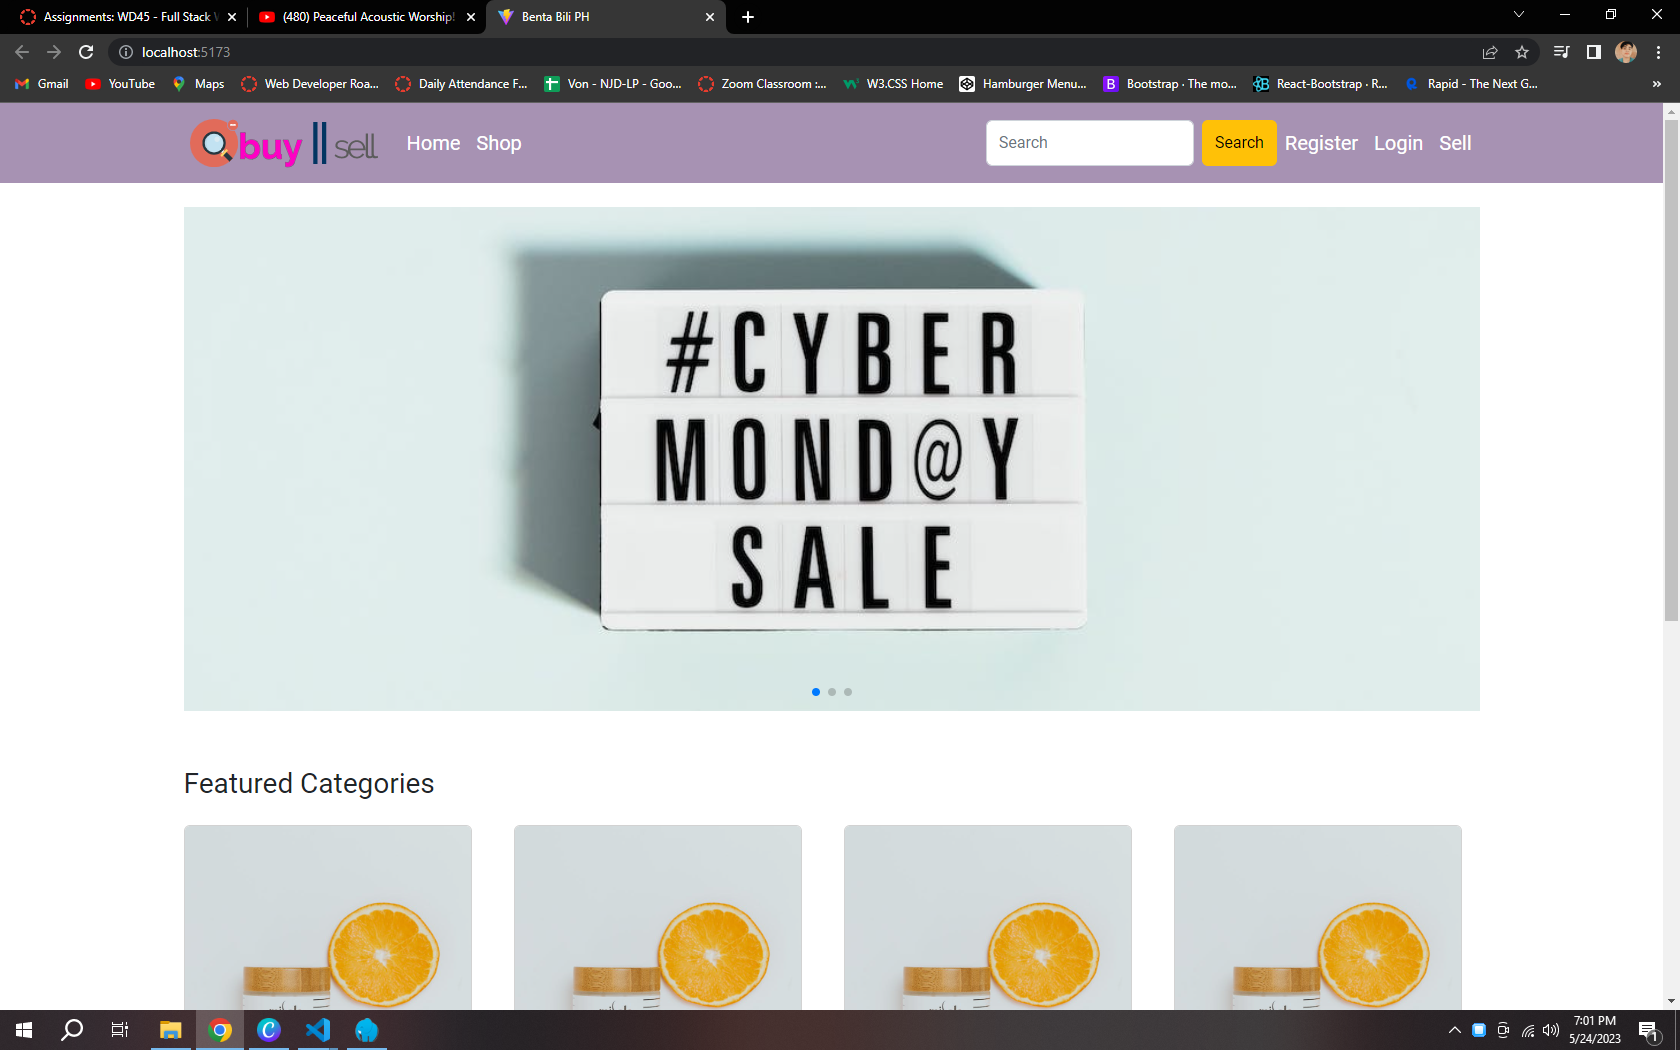 Assignments: WD45 - Full Stack W
(480) Peaceful Acoustic Worship!
Benta Bili PH
localhost:5173
Gmail
YouTube
Maps
Web Developer Roa...
Daily Attendance F...
Von - NJD-LP - Goo...
Zoom Classroom :...
W3.CSS Home
Hamburger Menu...
Bootstrap · The mo...
React-Bootstrap · R...
Rapid - The Next G...
buy || sell
Home
Shop
Search
Search
Register
Login
Sell
#CYBER
MOND@Y
SALE
Featured Categories
7:01 PM
5/24/2023
1